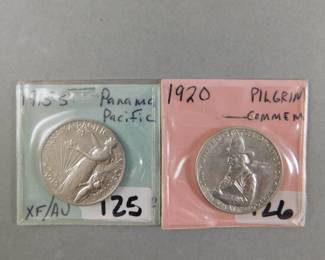 1915-S Panama
Pacific
XF/AU
125
1920 PILGRIM
COMMEM
126